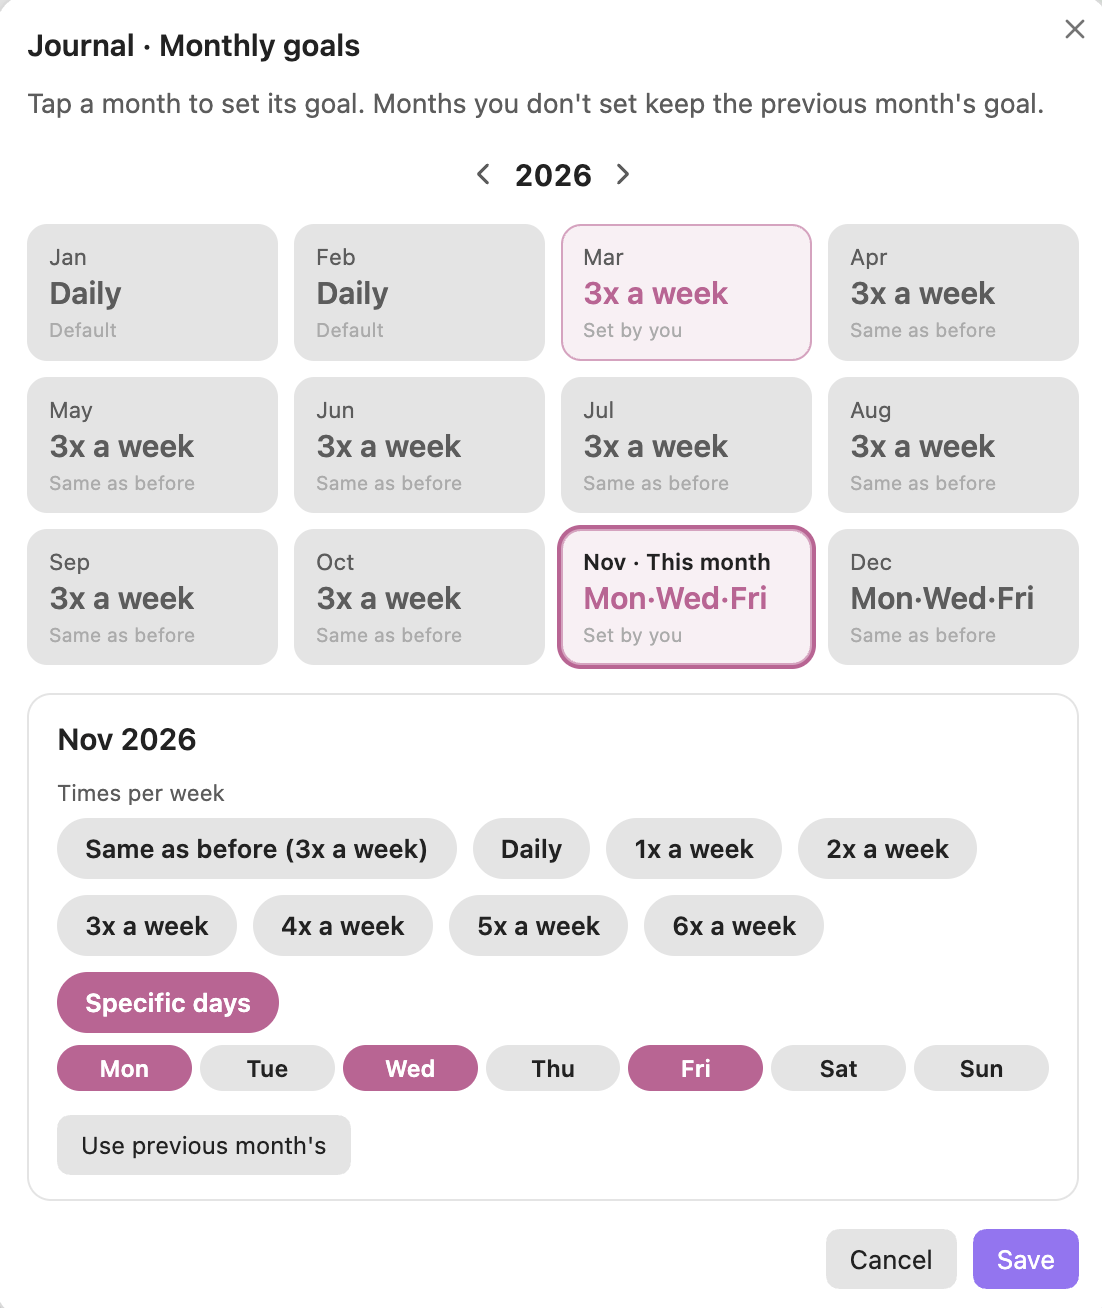 Journal · Monthly goals
Tap a month to set its goal. Months you don't set keep the previous month's goal.
2026
Jan
Daily
Default
Feb
Daily
Default
Mar
3x a week
Set by you
Apr
3x a week
Same as before
May
3x a week
Same as before
Jun
3x a week
Same as before
Jul
3x a week
Same as before
Aug
3x a week
Same as before
Sep
3x a week
Same as before
Oct
3x a week
Same as before
Nov · This month
Mon·Wed·Fri
Set by you
Dec
Mon·Wed·Fri
Same as before
Nov 2026
Times per week
Same as before (3x a week) Daily 1x a week 2x a week
3x a week 4x a week 5x a week 6x a week
Specific days
Mon Tue Wed Thu Fri Sat Sun
Use previous month's
Cancel Save